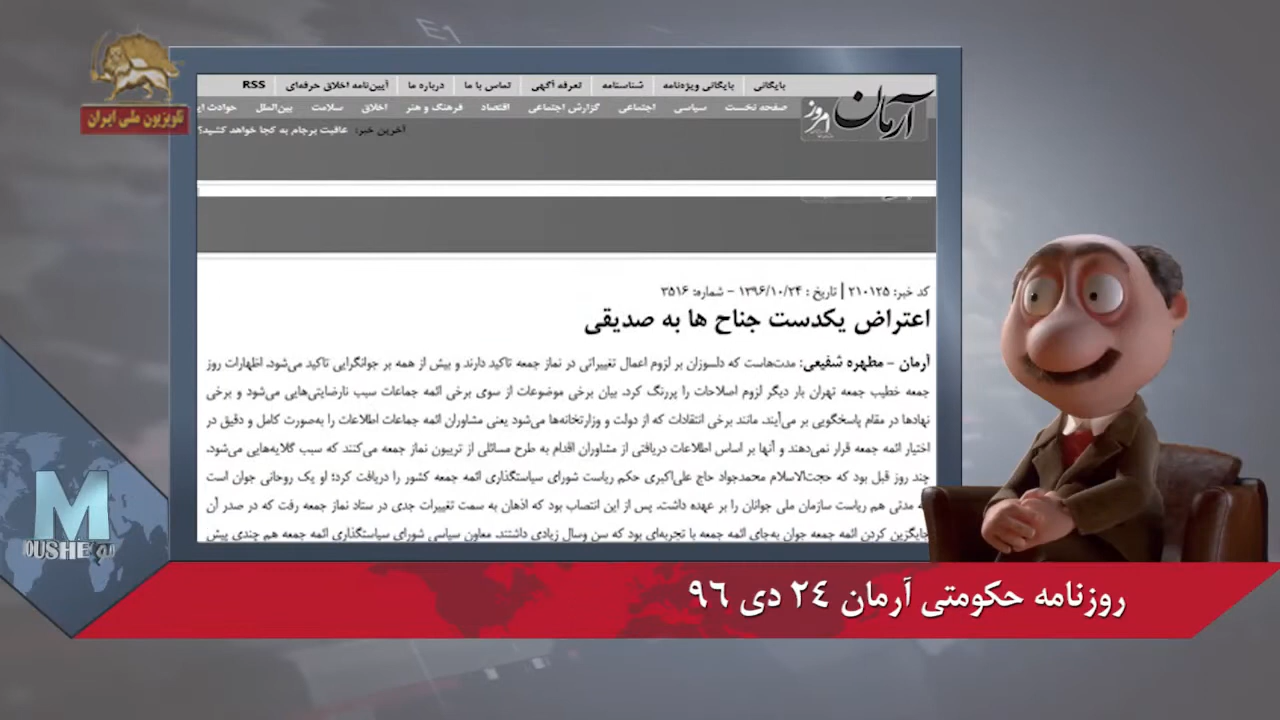 E1
تلویزیون ملی ایران
بایگانی بایگانی ویژه‌نامه شناسنامه تعرفه آگهی تماس با ما درباره ما آیین‌نامه اخلاق حرفه‌ای RSS
آرمان امروز
صفحه نخست سیاسی اجتماعی گزارش اجتماعی اقتصاد فرهنگ و هنر اخلاق سلامت بین‌الملل حوادث
آخرین خبر: عاقبت برجام به کجا خواهد کشید؟
کد خبر: ۲۱۰۱۲۵ | تاریخ : ۱۳۹۶/۱۰/۲۴ - شماره: ۳۵۱۶
اعتراض یکدست جناح ها به صدیقی
آرمان - مطهره شفیعی: مدت‌هاست که دلسوزان بر لزوم اعمال تغییراتی در نماز جمعه تاکید دارند و بیش از همه بر جوانگرایی تاکید می‌شود. اظهارات روز
جمعه خطیب جمعه تهران بار دیگر لزوم اصلاحات را پررنگ کرد. بیان برخی موضوعات از سوی برخی ائمه جماعات سبب نارضایتی‌هایی می‌شود و برخی
نهادها در مقام پاسخگویی بر می‌آیند. مانند برخی انتقادات که از دولت و وزارتخانه‌ها می‌شود یعنی مشاوران ائمه جماعات اطلاعات را به‌صورت کامل و دقیق در
اختیار ائمه جمعه قرار نمی‌دهند و آنها بر اساس اطلاعات دریافتی از مشاوران اقدام به طرح مسائلی از تریبون نماز جمعه می‌کنند که سبب گلایه‌هایی می‌شود.
چند روز قبل بود که حجت‌الاسلام محمدجواد حاج علی‌اکبری حکم ریاست شورای سیاستگذاری ائمه جمعه کشور را دریافت کرد؛ او یک روحانی جوان است
مدتی هم ریاست سازمان ملی جوانان را بر عهده داشت. پس از این انتصاب بود که اذهان به سمت تغییرات جدی در ستاد نماز جمعه رفت که در صدر آن
جایگزین کردن ائمه جمعه جوان به‌جای ائمه جمعه با تجربه‌ای بود که سن وسال زیادی داشتند. معاون سیاسی شورای سیاستگذاری ائمه جمعه هم چندی پیش
M
OUSHE
روزنامه حکومتی آرمان ٢٤ دی ٩٦